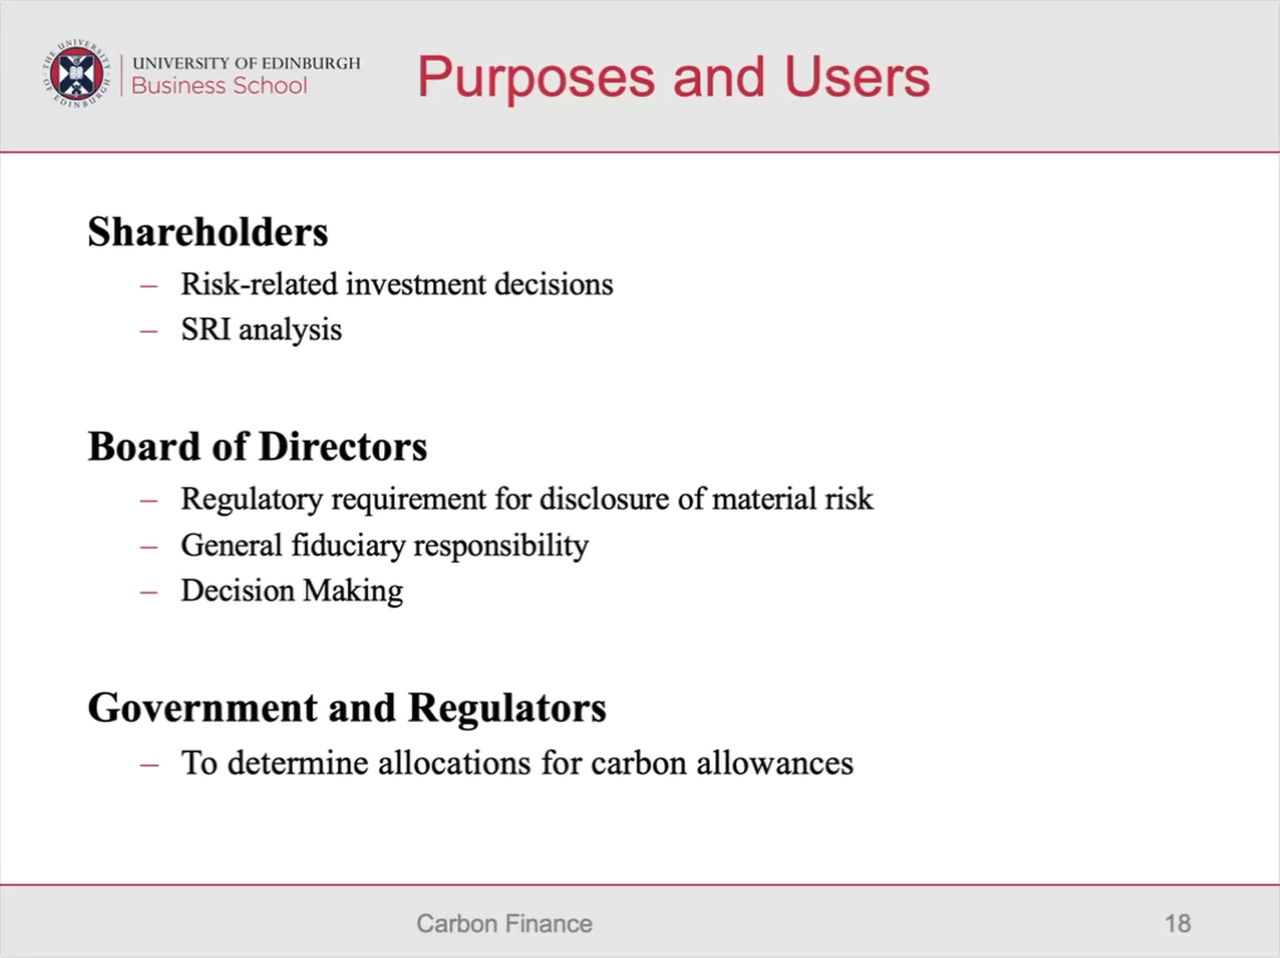 THE UNIVERSITY OF EDINBURGH
UNIVERSITY OF EDINBURGH
Business School
Purposes and Users
Shareholders
– Risk-related investment decisions
– SRI analysis
Board of Directors
– Regulatory requirement for disclosure of material risk
– General fiduciary responsibility
– Decision Making
Government and Regulators
– To determine allocations for carbon allowances
Carbon Finance
18